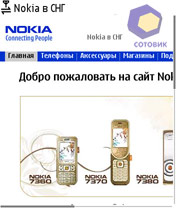 Nokia в СНГ
NOKIA
Connecting People
Nokia в СНГ
СОТОВИК
Главная Телефоны Аксессуары Магазины Под
Добро пожаловать на сайт Nok
NOKIA 7360
NOKIA 7370
NOKIA 7380